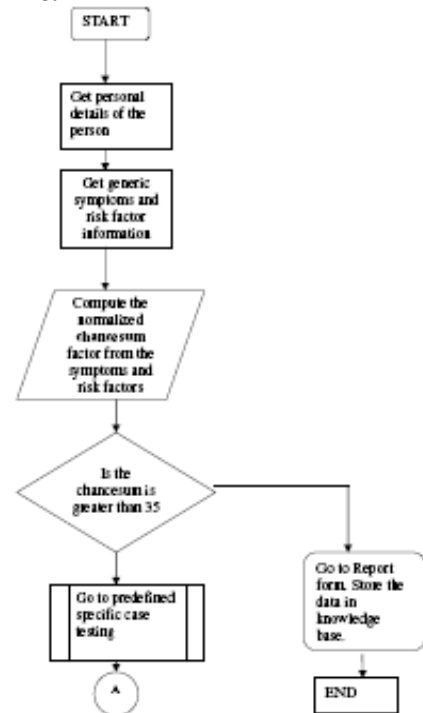 START
Get personal
details of the
person
Get generic
symptoms and
risk factor
information
Compute the
normalized
chancesum
factor from the
symptoms and
risk factors
Is the
chancesum is
greater than 35
Go to predefined
specific case
testing
A
Go to Report
form. Store the
data in
knowledge
base.
END